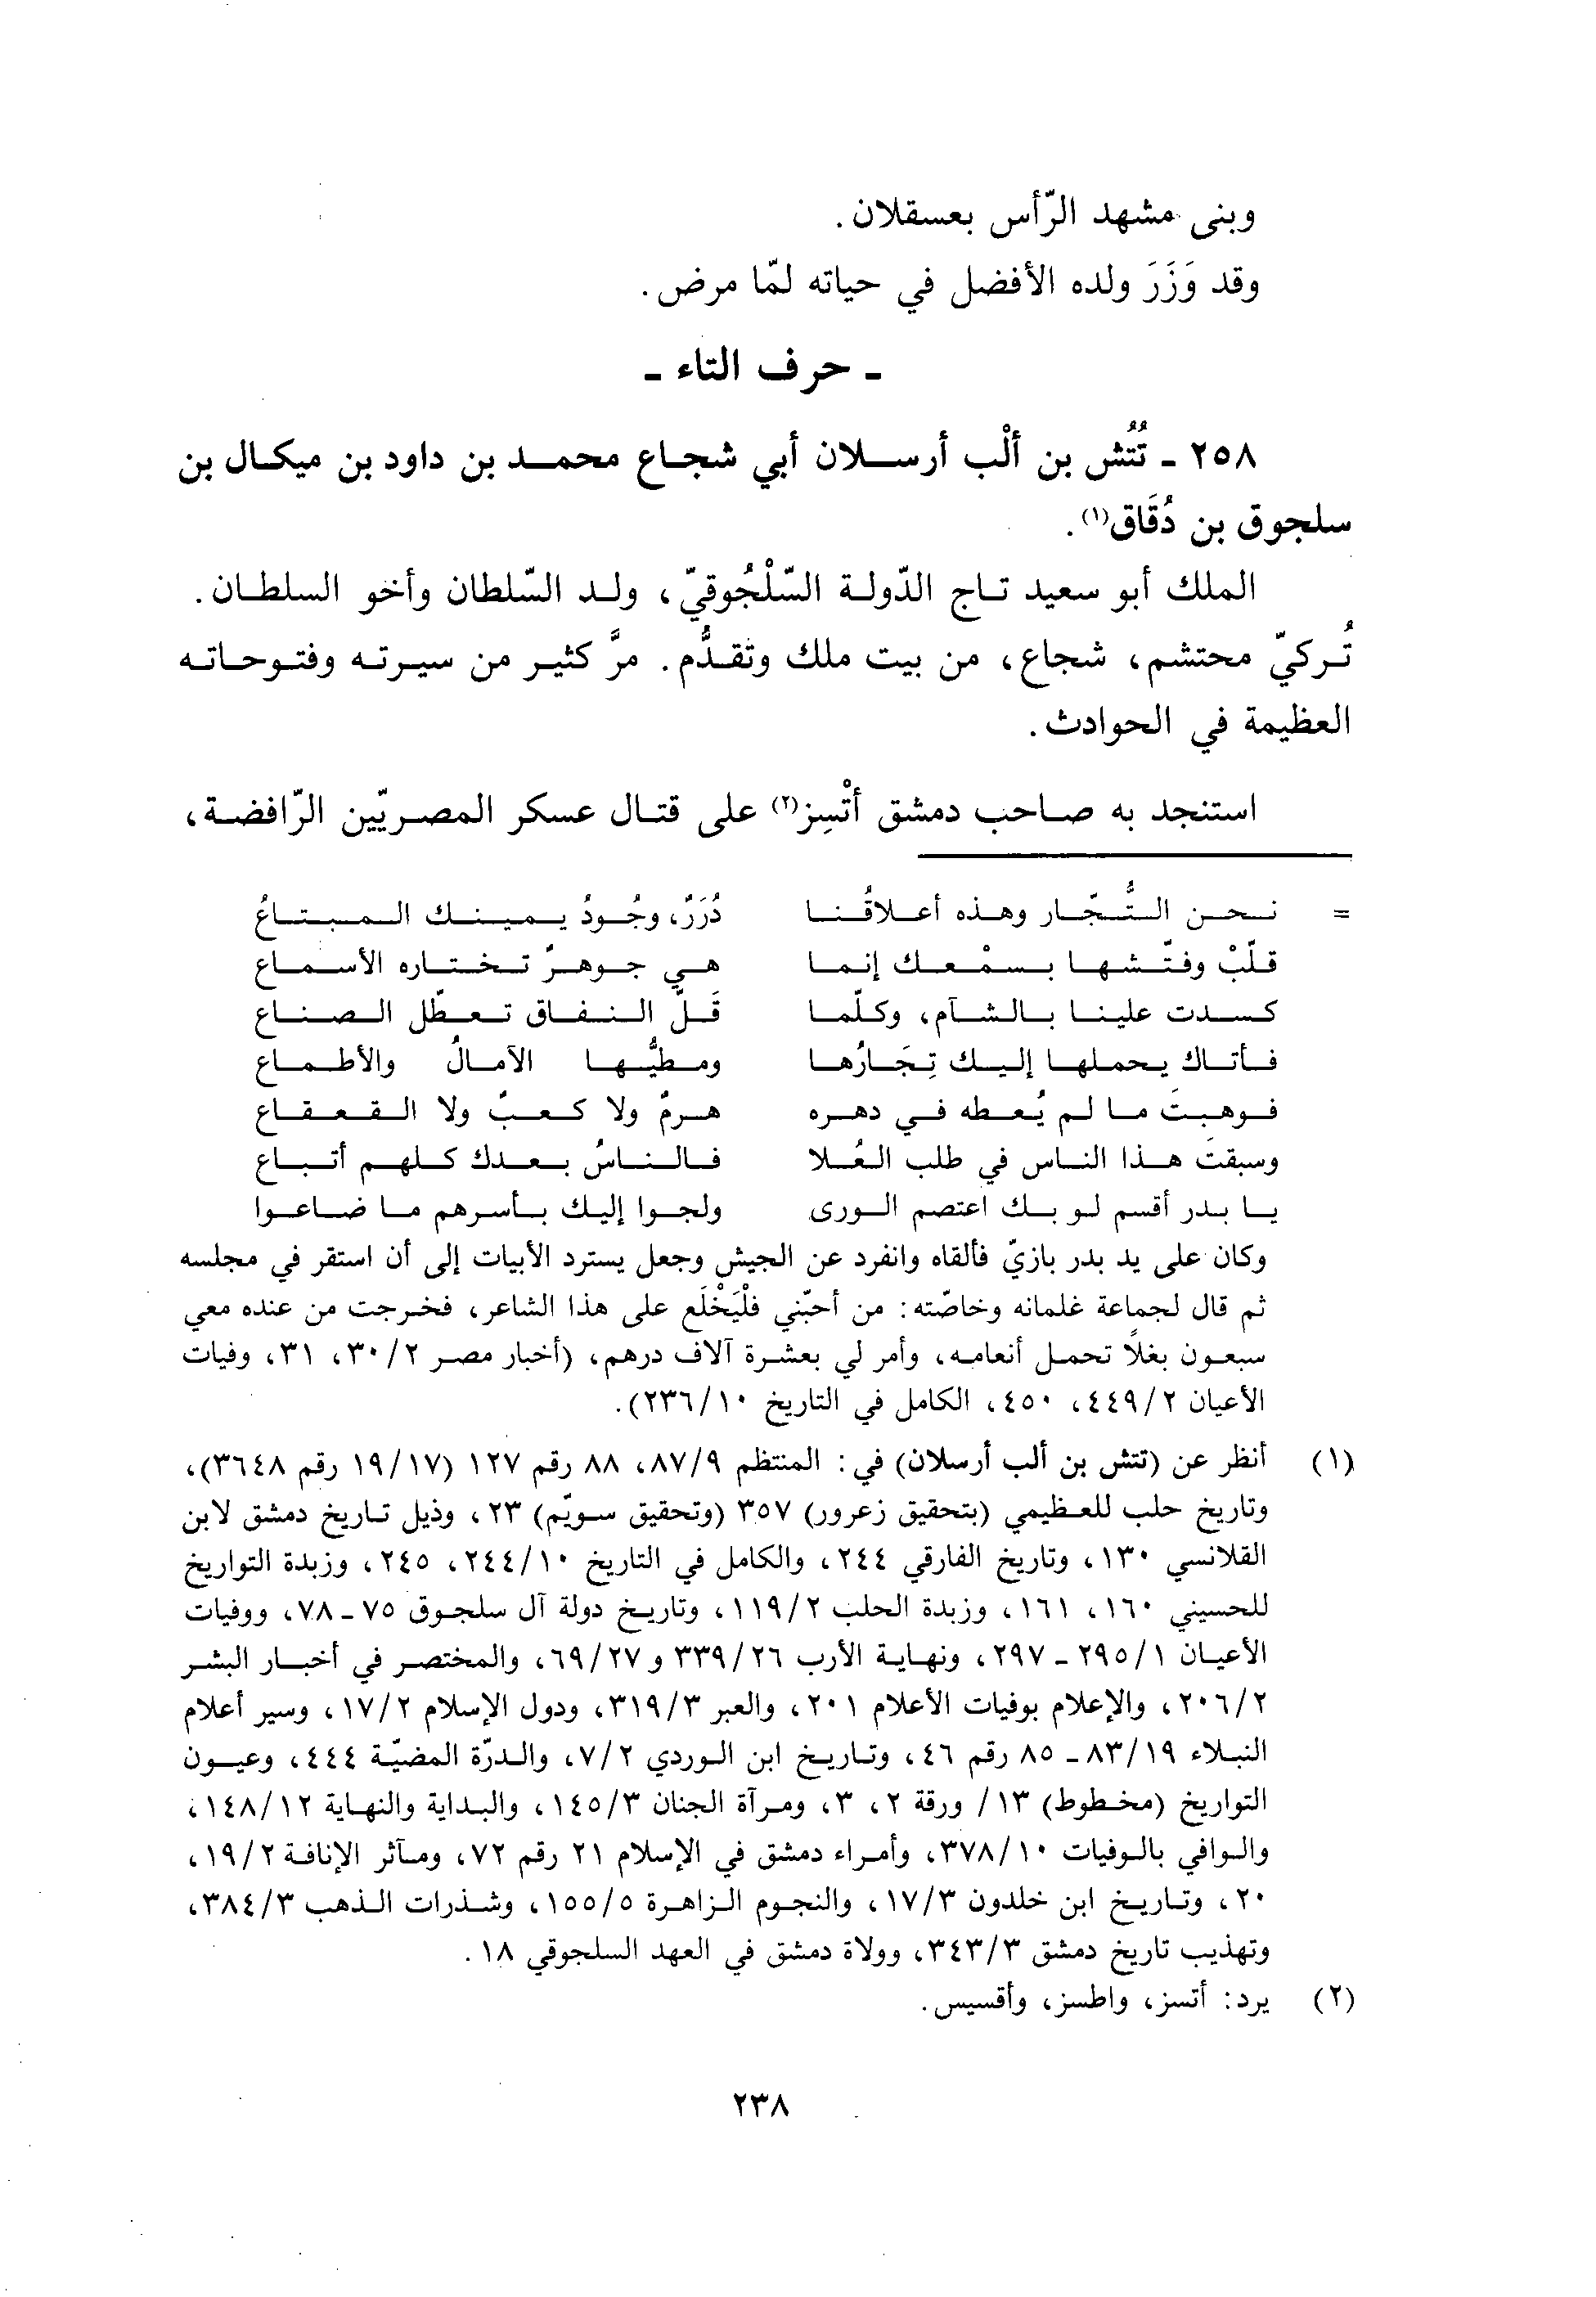 وبنى مشهد الرّأس بعسقلان.
وقد وَزَرَ ولده الأفضل في حياته لمّا مرض.
ـ حرف التاء ـ
٢٥٨ ـ تُتُش بن ألْب أرسلان أبي شجاع محمد بن داود بن ميكال بن
سلجوق بن دُقَاق(١).
الملك أبو سعيد تاج الدّولة السّلْجُوقيّ، ولد السّلطان وأخو السلطان.
تُركيّ محتشم، شجاع، من بيت ملك وتقدُّم. مرَّ كثير من سيرته وفتوحاته
العظيمة في الحوادث.
استنجد به صاحب دمشق أتْسِز(٢) على قتال عسكر المصريّين الرّافضة،
= نحن التُّجّار وهذه أعلاقُنا دُرَرٌ، وجُودُ يمينك المبتاعُ
قلّبْ وفتّشها بسمْعك إنما هي جوهرٌ تختاره الأسماع
كسدت علينا بالشآم، وكلّما قَلّ النفاق تعطّل الصناع
فأتاك يحملها إليك تِجَارُها ومطيُّها الآمالُ والأطماع
فوهبتَ ما لم يُعطه في دهره هرمٌ ولا كعبٌ ولا القعقاع
وسبقتَ هذا الناس في طلب العُلا فالناسُ بعدك كلهم أتباع
يا بدر أقسم لو بك اعتصم الورى ولجوا إليك بأسرهم ما ضاعوا
وكان على يد بدر بازيّ فألقاه وانفرد عن الجيش وجعل يسترد الأبيات إلى أن استقر في مجلسه
ثم قال لجماعة غلمانه وخاصّته: من أحبّني فلْيَخْلَع على هذا الشاعر، فخرجت من عنده معي
سبعون بغلًا تحمل أنعامه، وأمر لي بعشرة آلاف درهم، (أخبار مصر ٣٠/٢، ٣١، وفيات
الأعيان ٤٤٩/٢، ٤٥٠، الكامل في التاريخ ٢٣٦/١٠).
(١) أنظر عن (تتش بن ألب أرسلان) في: المنتظم ٨٧/٩، ٨٨ رقم ١٢٧ (١٩/١٧ رقم ٣٦٤٨)،
وتاريخ حلب للعظيمي (بتحقيق زعرور) ٣٥٧ (وتحقيق سويّم) ٢٣، وذيل تاريخ دمشق لابن
القلانسي ١٣٠، وتاريخ الفارقي ٢٤٤، والكامل في التاريخ ٢٤٤/١٠، ٢٤٥، وزبدة التواريخ
للحسيني ١٦٠، ١٦١، وزبدة الحلب ١١٩/٢، وتاريخ دولة آل سلجوق ٧٥ـ٧٨، ووفيات
الأعيان ٢٩٥/١ ـ ٢٩٧، ونهاية الأرب ٣٣٩/٢٦ و ٦٩/٢٧، والمختصر في أخبار البشر
٢٠٦/٢، والإعلام بوفيات الأعلام ٢٠١، والعبر ٣١٩/٣، ودول الإسلام ١٧/٢، وسير أعلام
النبلاء ٨٣/١٩ ـ ٨٥ رقم ٤٦، وتاريخ ابن الوردي ٧/٢، والدرّة المضيّة ٤٤٤، وعيون
التواريخ (مخطوط) ١٣/ ورقة ٢، ٣، ومرآة الجنان ١٤٥/٣، والبداية والنهاية ١٤٨/١٢،
والوافي بالوفيات ٣٧٨/١٠، وأمراء دمشق في الإسلام ٢١ رقم ٧٢، ومآثر الإنافة ١٩/٢،
٢٠، وتاريخ ابن خلدون ١٧/٣، والنجوم الزاهرة ١٥٥/٥، وشذرات الذهب ٣٨٤/٣،
وتهذيب تاريخ دمشق ٣٤٣/٣، وولاة دمشق في العهد السلجوقي ١٨.
(٢) يرد: أتسز، واطسز، وأقسيس.
٢٣٨